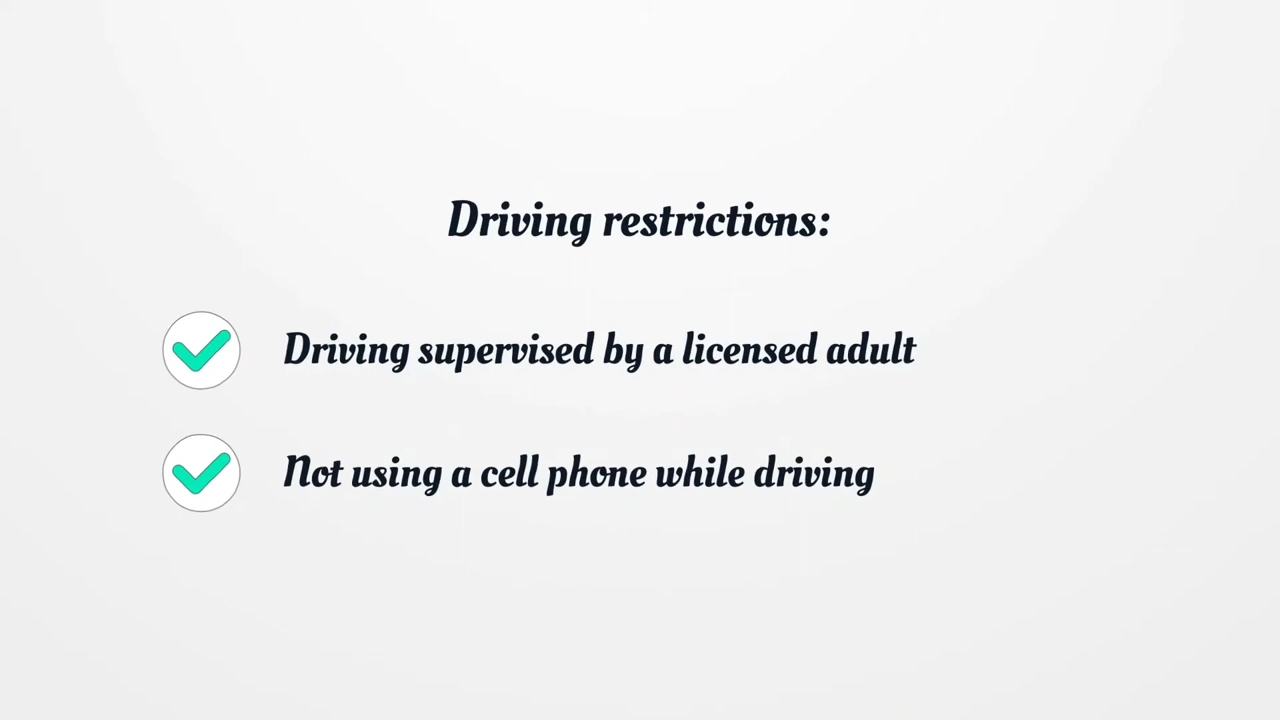 Driving restrictions:
Driving supervised by a licensed adult
Not using a cell phone while driving